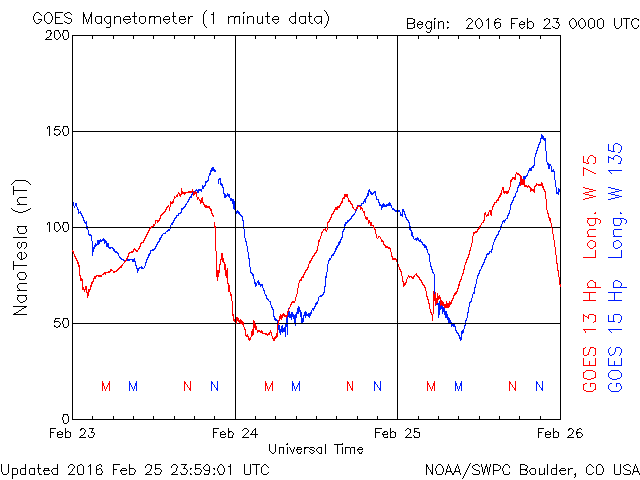 GOES Magnetometer (1 minute data)
Begin: 2016 Feb 23 0000 UTC
200
150
100
50
0
NanoTesla (nT)
M M N N M M N N M M N N
Feb 23 Feb 24 Feb 25 Feb 26
Universal Time
GOES 13 Hp Long. W 75
GOES 15 Hp Long. W 135
Updated 2016 Feb 25 23:59:01 UTC
NOAA/SWPC Boulder, CO USA